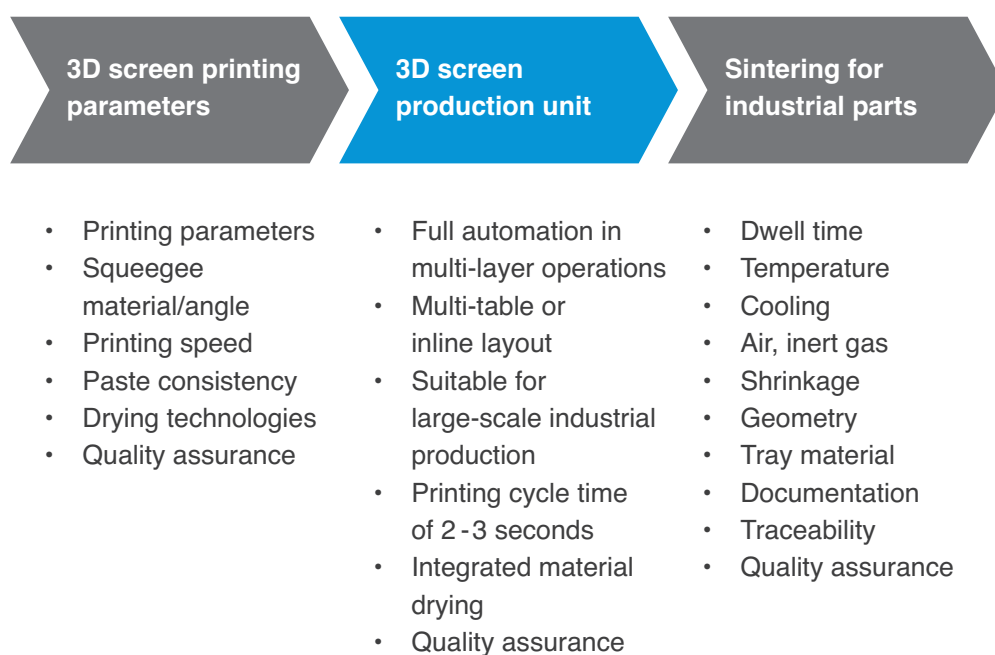 3D screen printing
parameters
3D screen
production unit
Sintering for
industrial parts
• Printing parameters
• Squeegee
material/angle
• Printing speed
• Paste consistency
• Drying technologies
• Quality assurance
• Full automation in
multi-layer operations
• Multi-table or
inline layout
• Suitable for
large-scale industrial
production
• Printing cycle time
of 2-3 seconds
• Integrated material
drying
• Quality assurance
• Dwell time
• Temperature
• Cooling
• Air, inert gas
• Shrinkage
• Geometry
• Tray material
• Documentation
• Traceability
• Quality assurance